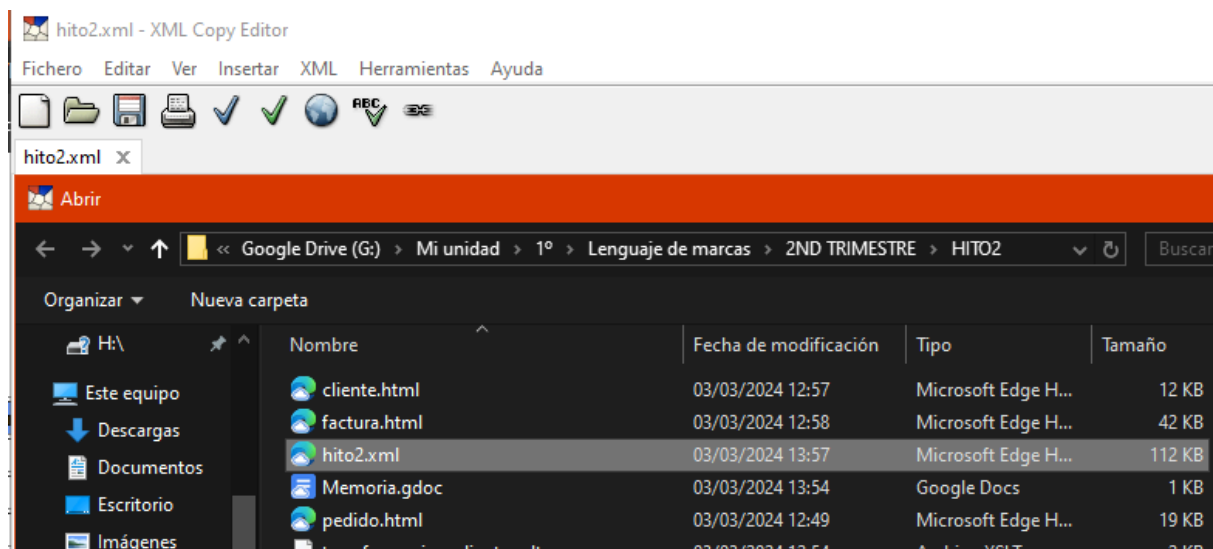 hito2.xml - XML Copy Editor
Fichero Editar Ver Insertar XML Herramientas Ayuda
ABC
hito2.xml X
Abrir
« Google Drive (G:) > Mi unidad > 1º > Lenguaje de marcas > 2ND TRIMESTRE > HITO2 Buscar
Organizar Nueva carpeta
H:\ Nombre Fecha de modificación Tipo Tamaño
Este equipo cliente.html 03/03/2024 12:57 Microsoft Edge H... 12 KB
Descargas factura.html 03/03/2024 12:58 Microsoft Edge H... 42 KB
Documentos hito2.xml 03/03/2024 13:57 Microsoft Edge H... 112 KB
Escritorio Memoria.gdoc 03/03/2024 13:54 Google Docs 1 KB
Imágenes pedido.html 03/03/2024 12:49 Microsoft Edge H... 19 KB